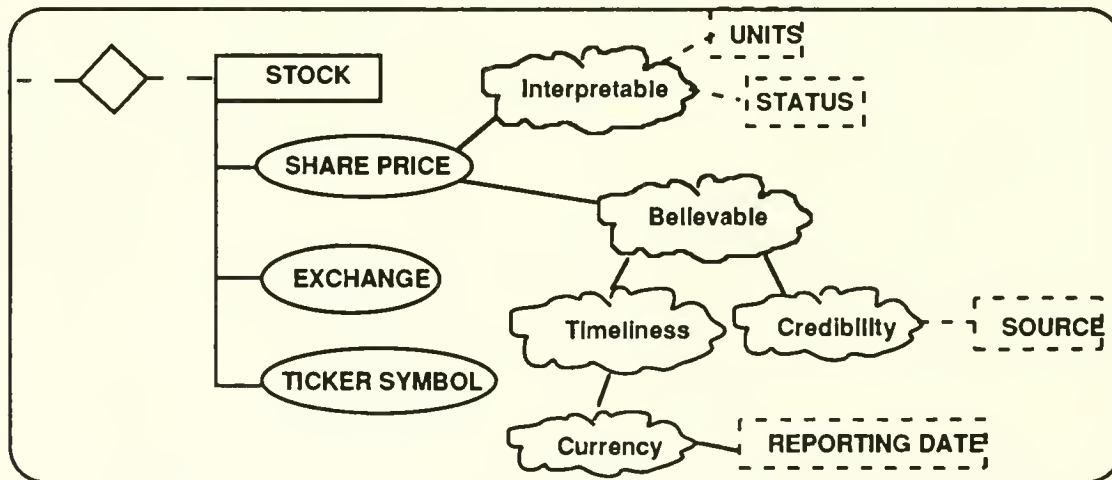 UNITS
STOCK
Interpretable
STATUS
SHARE PRICE
Believable
EXCHANGE
Timeliness
Credibility
SOURCE
TICKER SYMBOL
Currency
REPORTING DATE